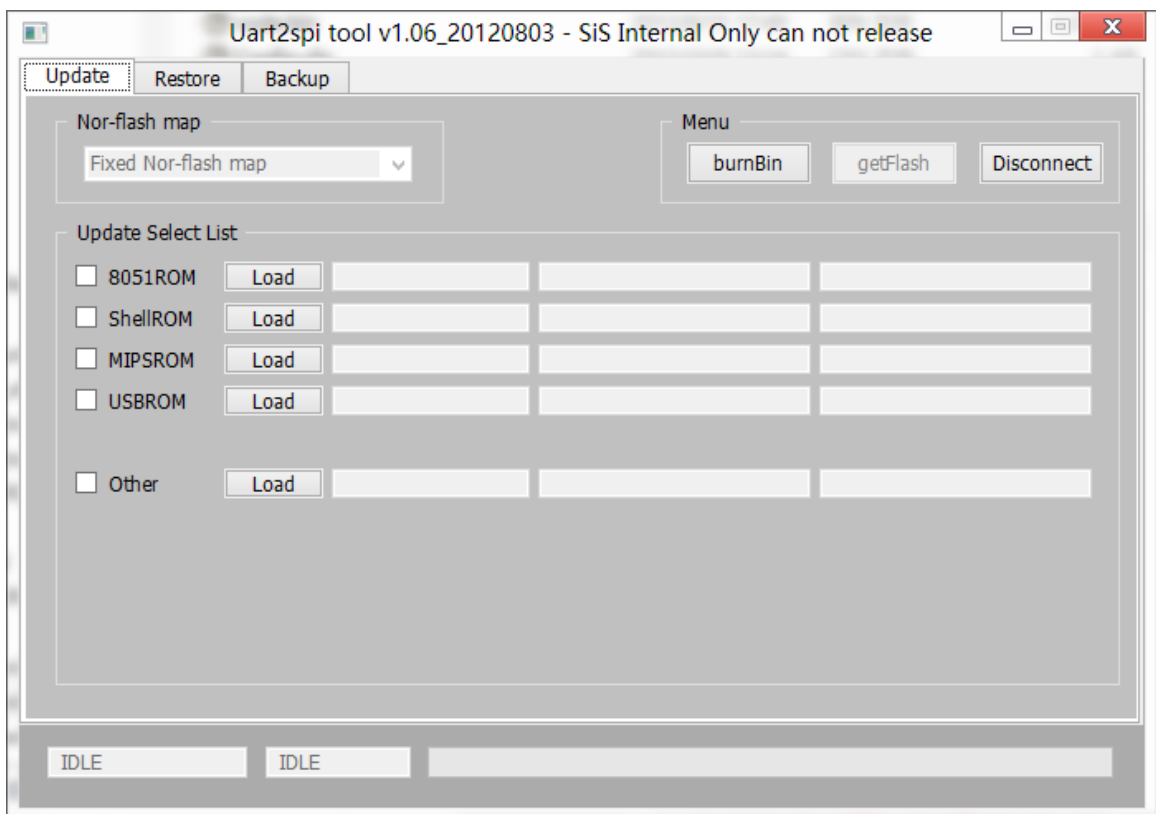 Uart2spi tool v1.06_20120803 - SiS Internal Only can not release
Update Restore Backup
Nor-flash map Menu
Fixed Nor-flash map burnBin getFlash Disconnect
Update Select List
8051ROM Load
ShellROM Load
MIPSROM Load
USBROM Load
Other Load
IDLE IDLE